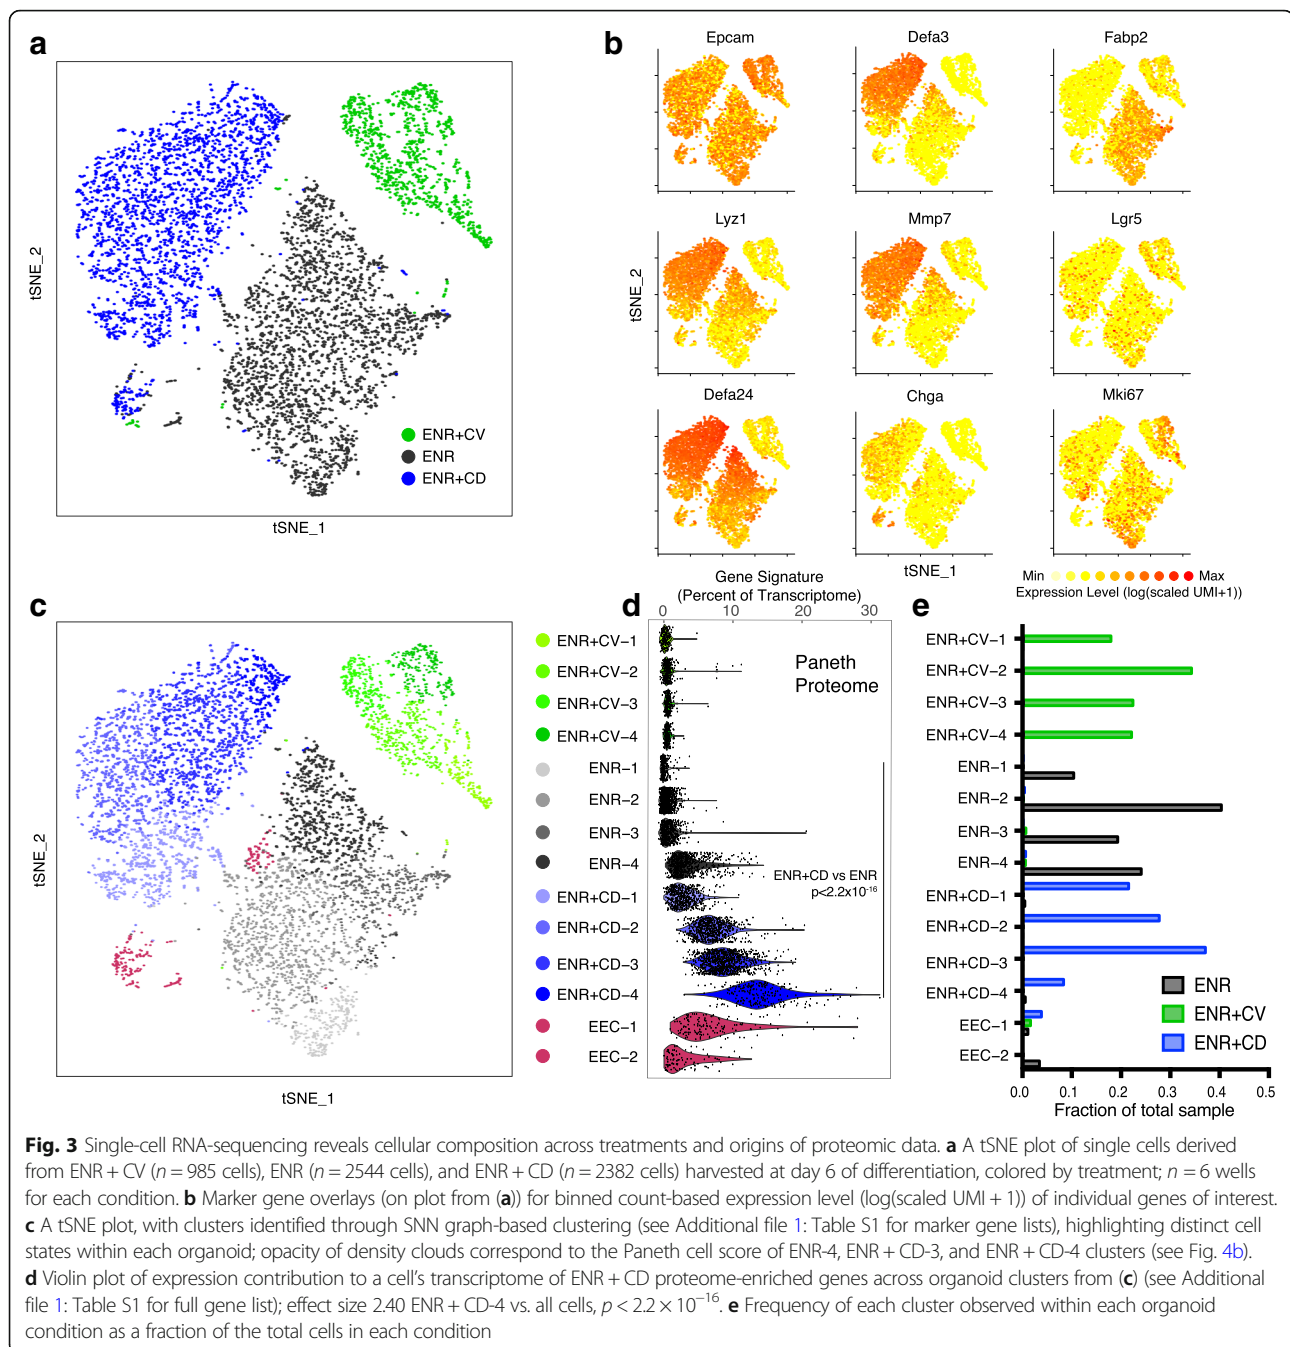 a
tSNE_2
tSNE_1
ENR+CV
ENR
ENR+CD
b
Epcam
Defa3
Fabp2
Lyz1
Mmp7
Lgr5
Defa24
Chga
Mki67
tSNE_2
tSNE_1
Min
Max
Expression Level (log(scaled UMI+1))
c
tSNE_2
tSNE_1
ENR+CV-1
ENR+CV-2
ENR+CV-3
ENR+CV-4
ENR-1
ENR-2
ENR-3
ENR-4
ENR+CD-1
ENR+CD-2
ENR+CD-3
ENR+CD-4
EEC-1
EEC-2
d
Gene Signature
(Percent of Transcriptome)
0 10 20 30
Paneth
Proteome
ENR+CD vs ENR
p<2.2x10⁻¹⁶
e
ENR+CV-1
ENR+CV-2
ENR+CV-3
ENR+CV-4
ENR-1
ENR-2
ENR-3
ENR-4
ENR+CD-1
ENR+CD-2
ENR+CD-3
ENR+CD-4
EEC-1
EEC-2
ENR
ENR+CV
ENR+CD
0.0 0.1 0.2 0.3 0.4 0.5
Fraction of total sample
Fig. 3 Single-cell RNA-sequencing reveals cellular composition across treatments and origins of proteomic data. a A tSNE plot of single cells derived
from ENR + CV (n = 985 cells), ENR (n = 2544 cells), and ENR + CD (n = 2382 cells) harvested at day 6 of differentiation, colored by treatment; n = 6 wells
for each condition. b Marker gene overlays (on plot from (a)) for binned count-based expression level (log(scaled UMI + 1)) of individual genes of interest.
c A tSNE plot, with clusters identified through SNN graph-based clustering (see Additional file 1: Table S1 for marker gene lists), highlighting distinct cell
states within each organoid; opacity of density clouds correspond to the Paneth cell score of ENR-4, ENR + CD-3, and ENR + CD-4 clusters (see Fig. 4b).
d Violin plot of expression contribution to a cell's transcriptome of ENR + CD proteome-enriched genes across organoid clusters from (c) (see Additional
file 1: Table S1 for full gene list); effect size 2.40 ENR + CD-4 vs. all cells, p < 2.2 × 10⁻¹⁶. e Frequency of each cluster observed within each organoid
condition as a fraction of the total cells in each condition